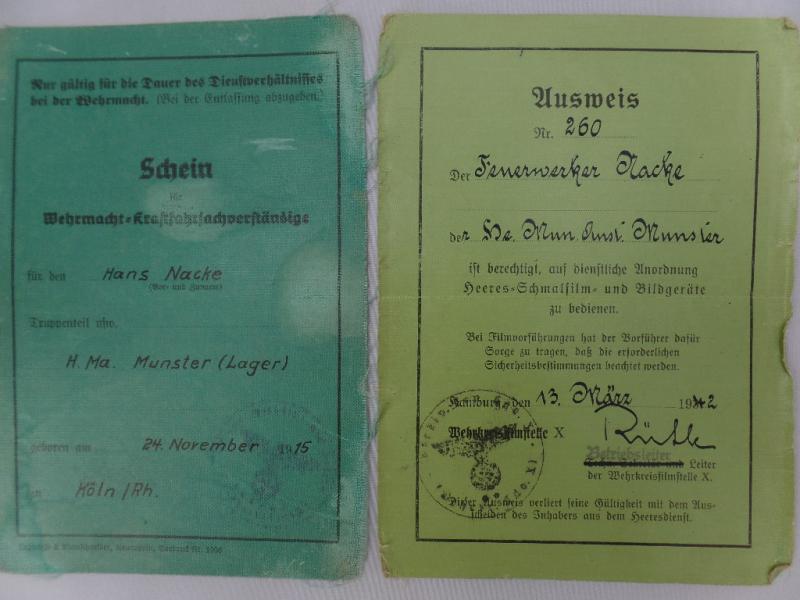 Nur gültig für die Dauer des Dienstverhältnisses
bei der Wehrmacht. (Bei der Entlassung abzugeben.)
Schein
für
Wehrmacht-Kraftfahrsachverständige
für den Hans Nacke
(Vor- und Zuname)
Truppenteil usw.
H. Ma. Munster (Lager)
geboren am 24. November 1915
in Köln/Rh.
Ausweis
Nr. 260
Der Feuerwerker Nacke
der He. Mun. Anst. Munster
ist berechtigt, auf dienstliche Anordnung
Heeres-Schmalfilm- und Bildgeräte
zu bedienen.
Bei Filmvorführungen hat der Vorführer dafür
Sorge zu tragen, daß die erforderlichen
Sicherheitsbestimmungen beachtet werden.
Hamburg, den 13. März 1942
Wehrkreisfilmstelle X
Betriebsleiter
und Leiter
der Wehrkreisfilmstelle X.
Dieser Ausweis verliert seine Gültigkeit mit dem Aus-
scheiden des Inhabers aus dem Heeresdienst.